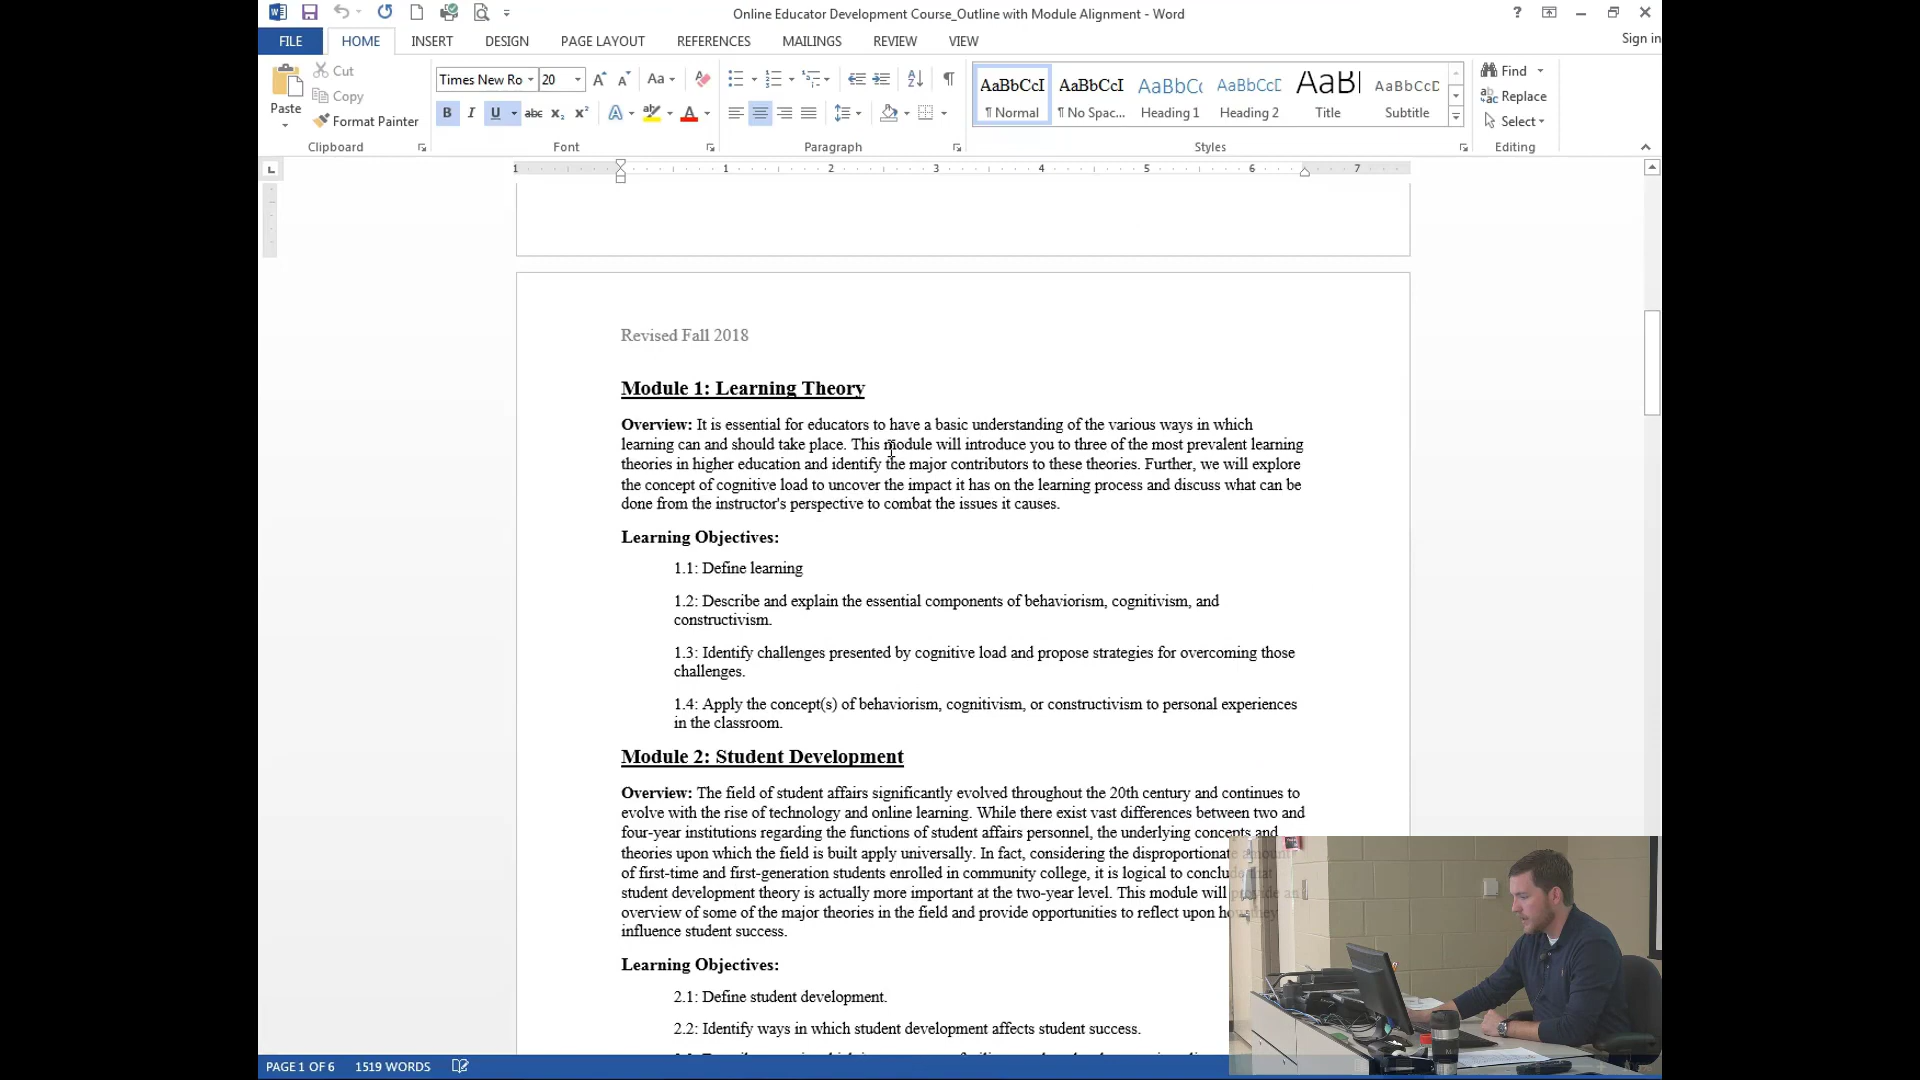 Online Educator Development Course_Outline with Module Alignment - Word
?
Sign in
FILE HOME INSERT DESIGN PAGE LAYOUT REFERENCES MAILINGS REVIEW VIEW
Paste
Cut
Copy
Format Painter
Clipboard
Times New Ro 20
Aa
B I U abc x₂ x²
Font
Paragraph
AaBbCcI AaBbCcI AaBbCc AaBbCcD AaBl AaBbCcD
¶ Normal ¶ No Spac... Heading 1 Heading 2 Title Subtitle
Styles
Find
Replace
Select
Editing
1 1 2 3 4 5 6 7
Revised Fall 2018
Module 1: Learning Theory
Overview: It is essential for educators to have a basic understanding of the various ways in which
learning can and should take place. This module will introduce you to three of the most prevalent learning
theories in higher education and identify the major contributors to these theories. Further, we will explore
the concept of cognitive load to uncover the impact it has on the learning process and discuss what can be
done from the instructor's perspective to combat the issues it causes.
Learning Objectives:
1.1: Define learning
1.2: Describe and explain the essential components of behaviorism, cognitivism, and
constructivism.
1.3: Identify challenges presented by cognitive load and propose strategies for overcoming those
challenges.
1.4: Apply the concept(s) of behaviorism, cognitivism, or constructivism to personal experiences
in the classroom.
Module 2: Student Development
Overview: The field of student affairs significantly evolved throughout the 20th century and continues to
evolve with the rise of technology and online learning. While there exist vast differences between two and
four-year institutions regarding the functions of student affairs personnel, the underlying concepts and
theories upon which the field is built apply universally. In fact, considering the disproportionate amount
of first-time and first-generation students enrolled in community college, it is logical to conclude that
student development theory is actually more important at the two-year level. This module will provide an
overview of some of the major theories in the field and provide opportunities to reflect upon how they
influence student success.
Learning Objectives:
2.1: Define student development.
2.2: Identify ways in which student development affects student success.
PAGE 1 OF 6 1519 WORDS